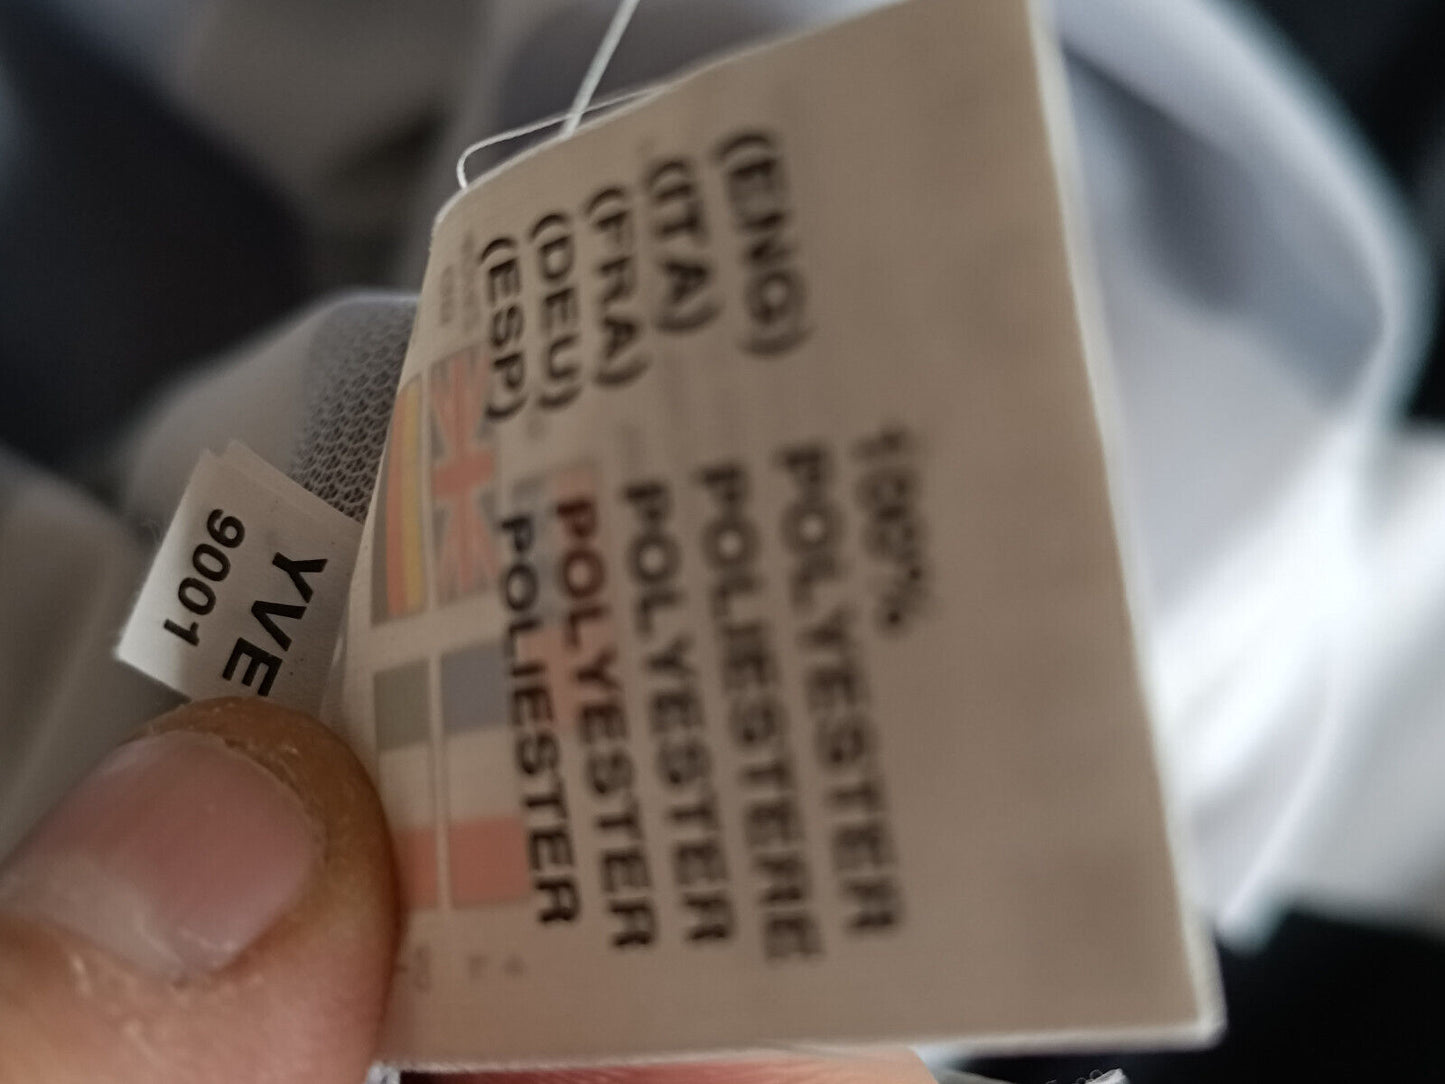 100%
(ENG) POLYESTER
(ITA) POLIESTERE
(FRA) POLYESTER
(DEU) POLYESTER
(ESP) POLIESTER
YVE
9001